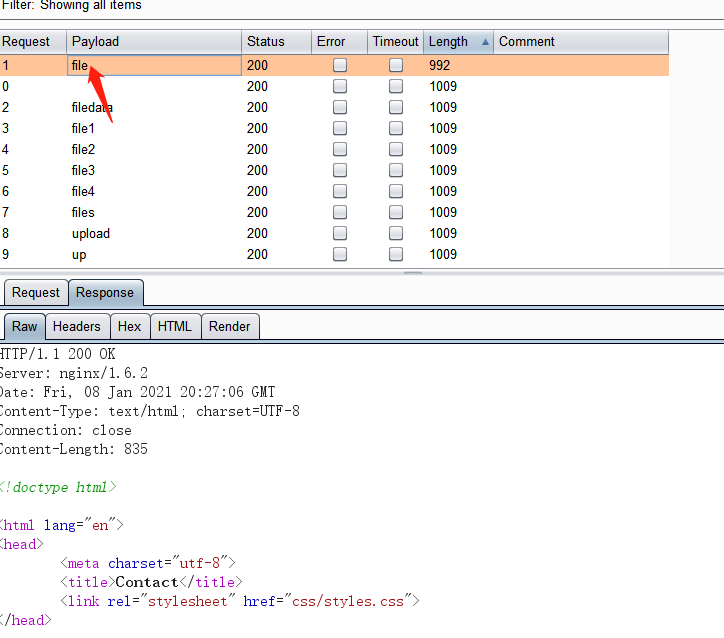 Filter: Showing all items
Request Payload Status Error Timeout Length Comment
1 file 200 992
0 200 1009
2 filedata 200 1009
3 file1 200 1009
4 file2 200 1009
5 file3 200 1009
6 file4 200 1009
7 files 200 1009
8 upload 200 1009
9 up 200 1009
Request Response
Raw Headers Hex HTML Render
HTTP/1.1 200 OK
Server: nginx/1.6.2
Date: Fri, 08 Jan 2021 20:27:06 GMT
Content-Type: text/html; charset=UTF-8
Connection: close
Content-Length: 835
<!doctype html>
<html lang="en">
<head>
<meta charset="utf-8">
<title>Contact</title>
<link rel="stylesheet" href="css/styles.css">
</head>